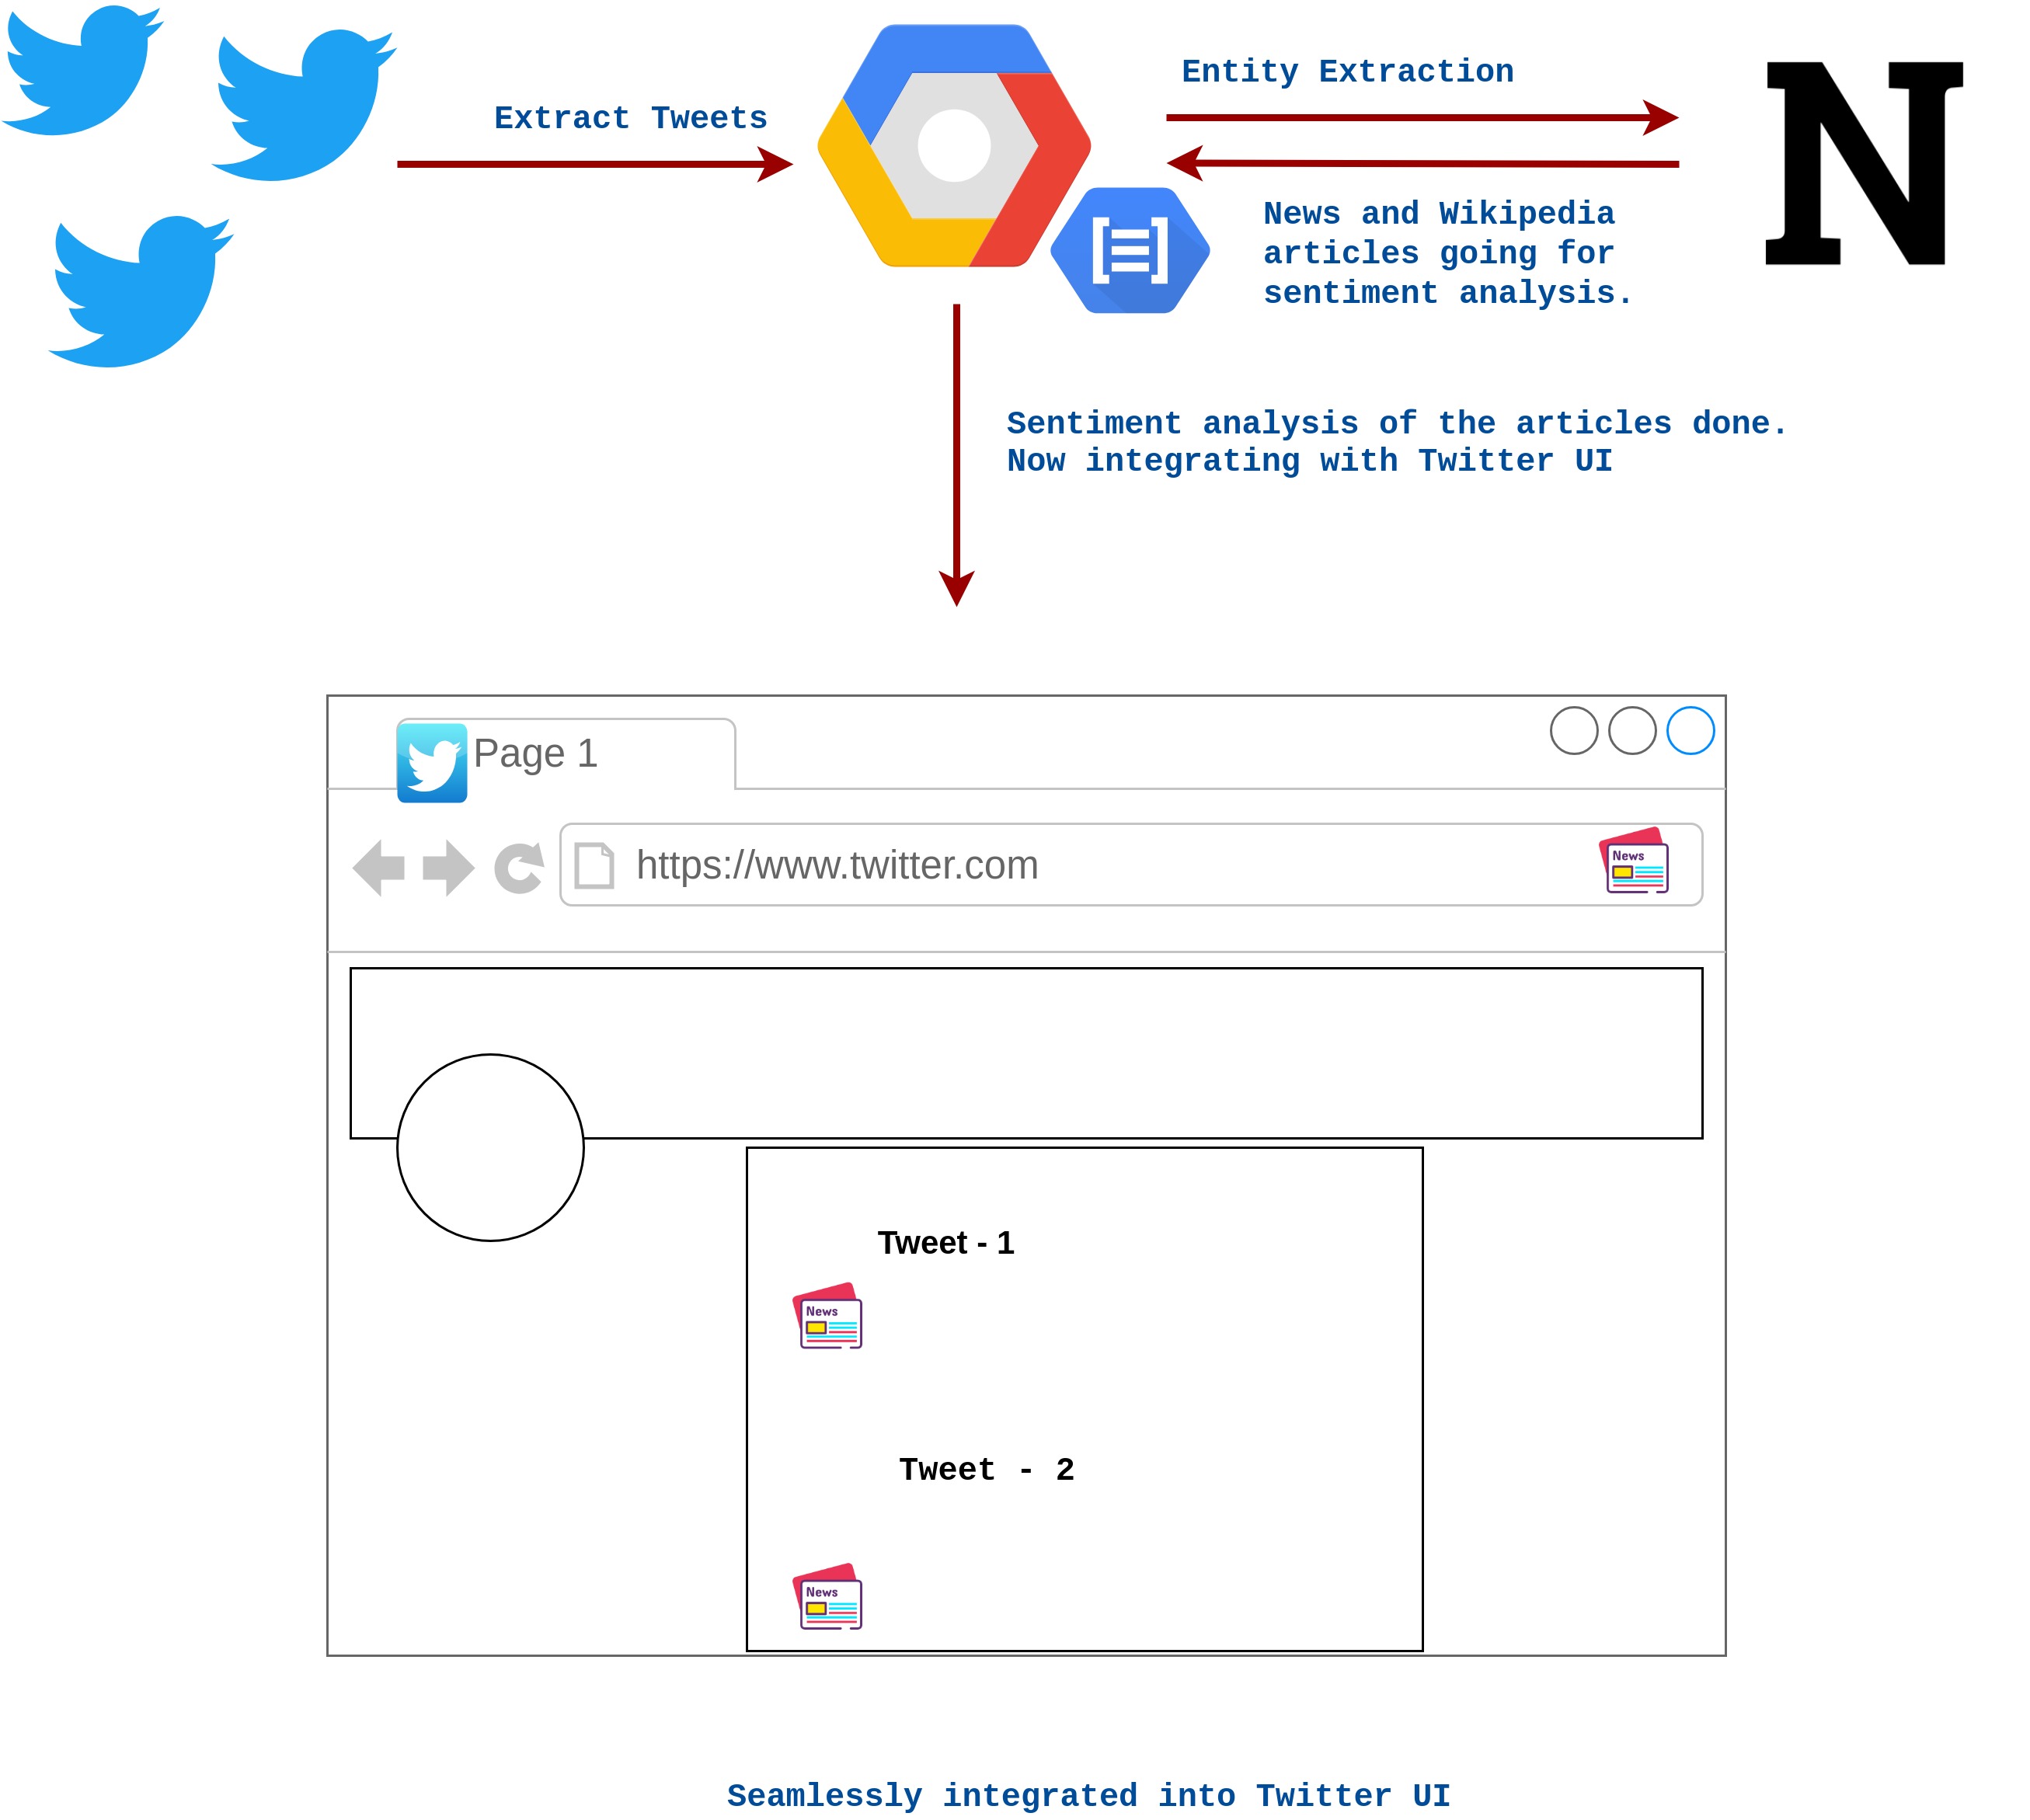 Extract Tweets
Entity Extraction
N
News and Wikipedia
articles going for
sentiment analysis.
Sentiment analysis of the articles done.
Now integrating with Twitter UI
Page 1
https://www.twitter.com
News
Tweet - 1
News
Tweet - 2
News
Seamlessly integrated into Twitter UI